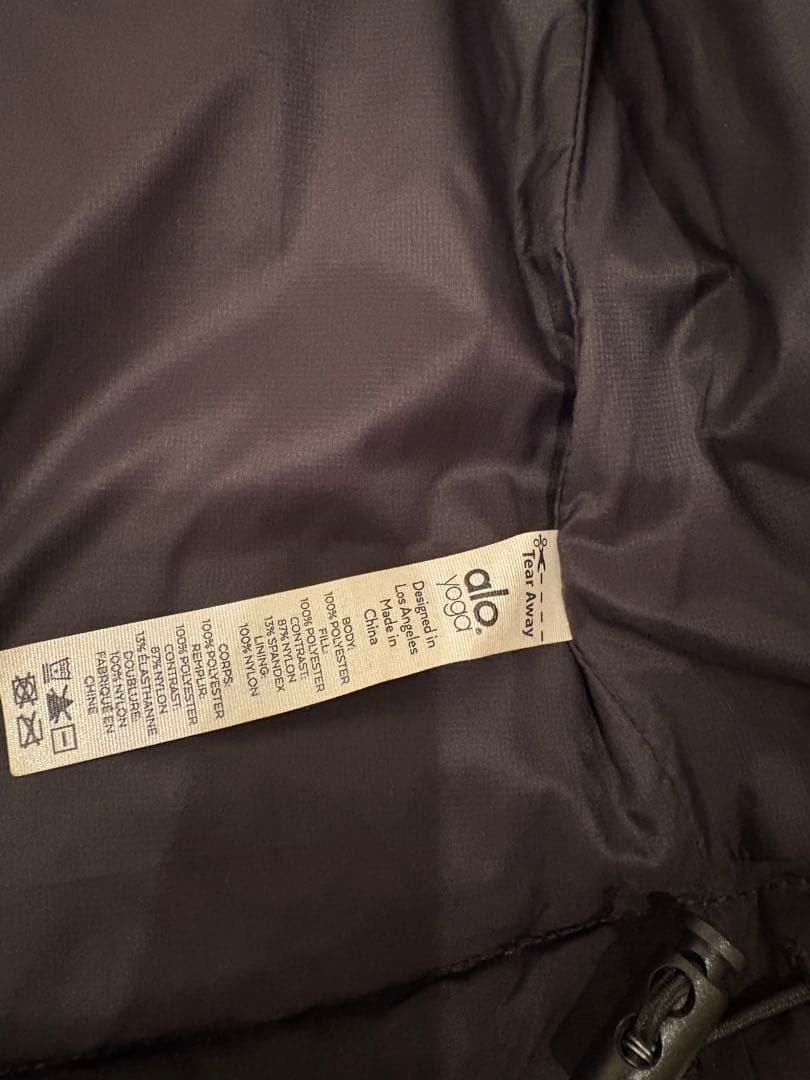 Tear Away
alo®
yoga
Designed in
Los Angeles
Made in
China
BODY:
100% POLYESTER
FILL:
100% POLYESTER
CONTRAST:
87% NYLON
13% SPANDEX
LINING:
100% NYLON
CORPS:
100% POLYESTER
REMPLIR:
100% POLYESTER
CONTRAST:
87% NYLON
13% ÉLASTHANNE
DOUBLURE:
100% NYLON
FABRIQUÉ EN
CHINE